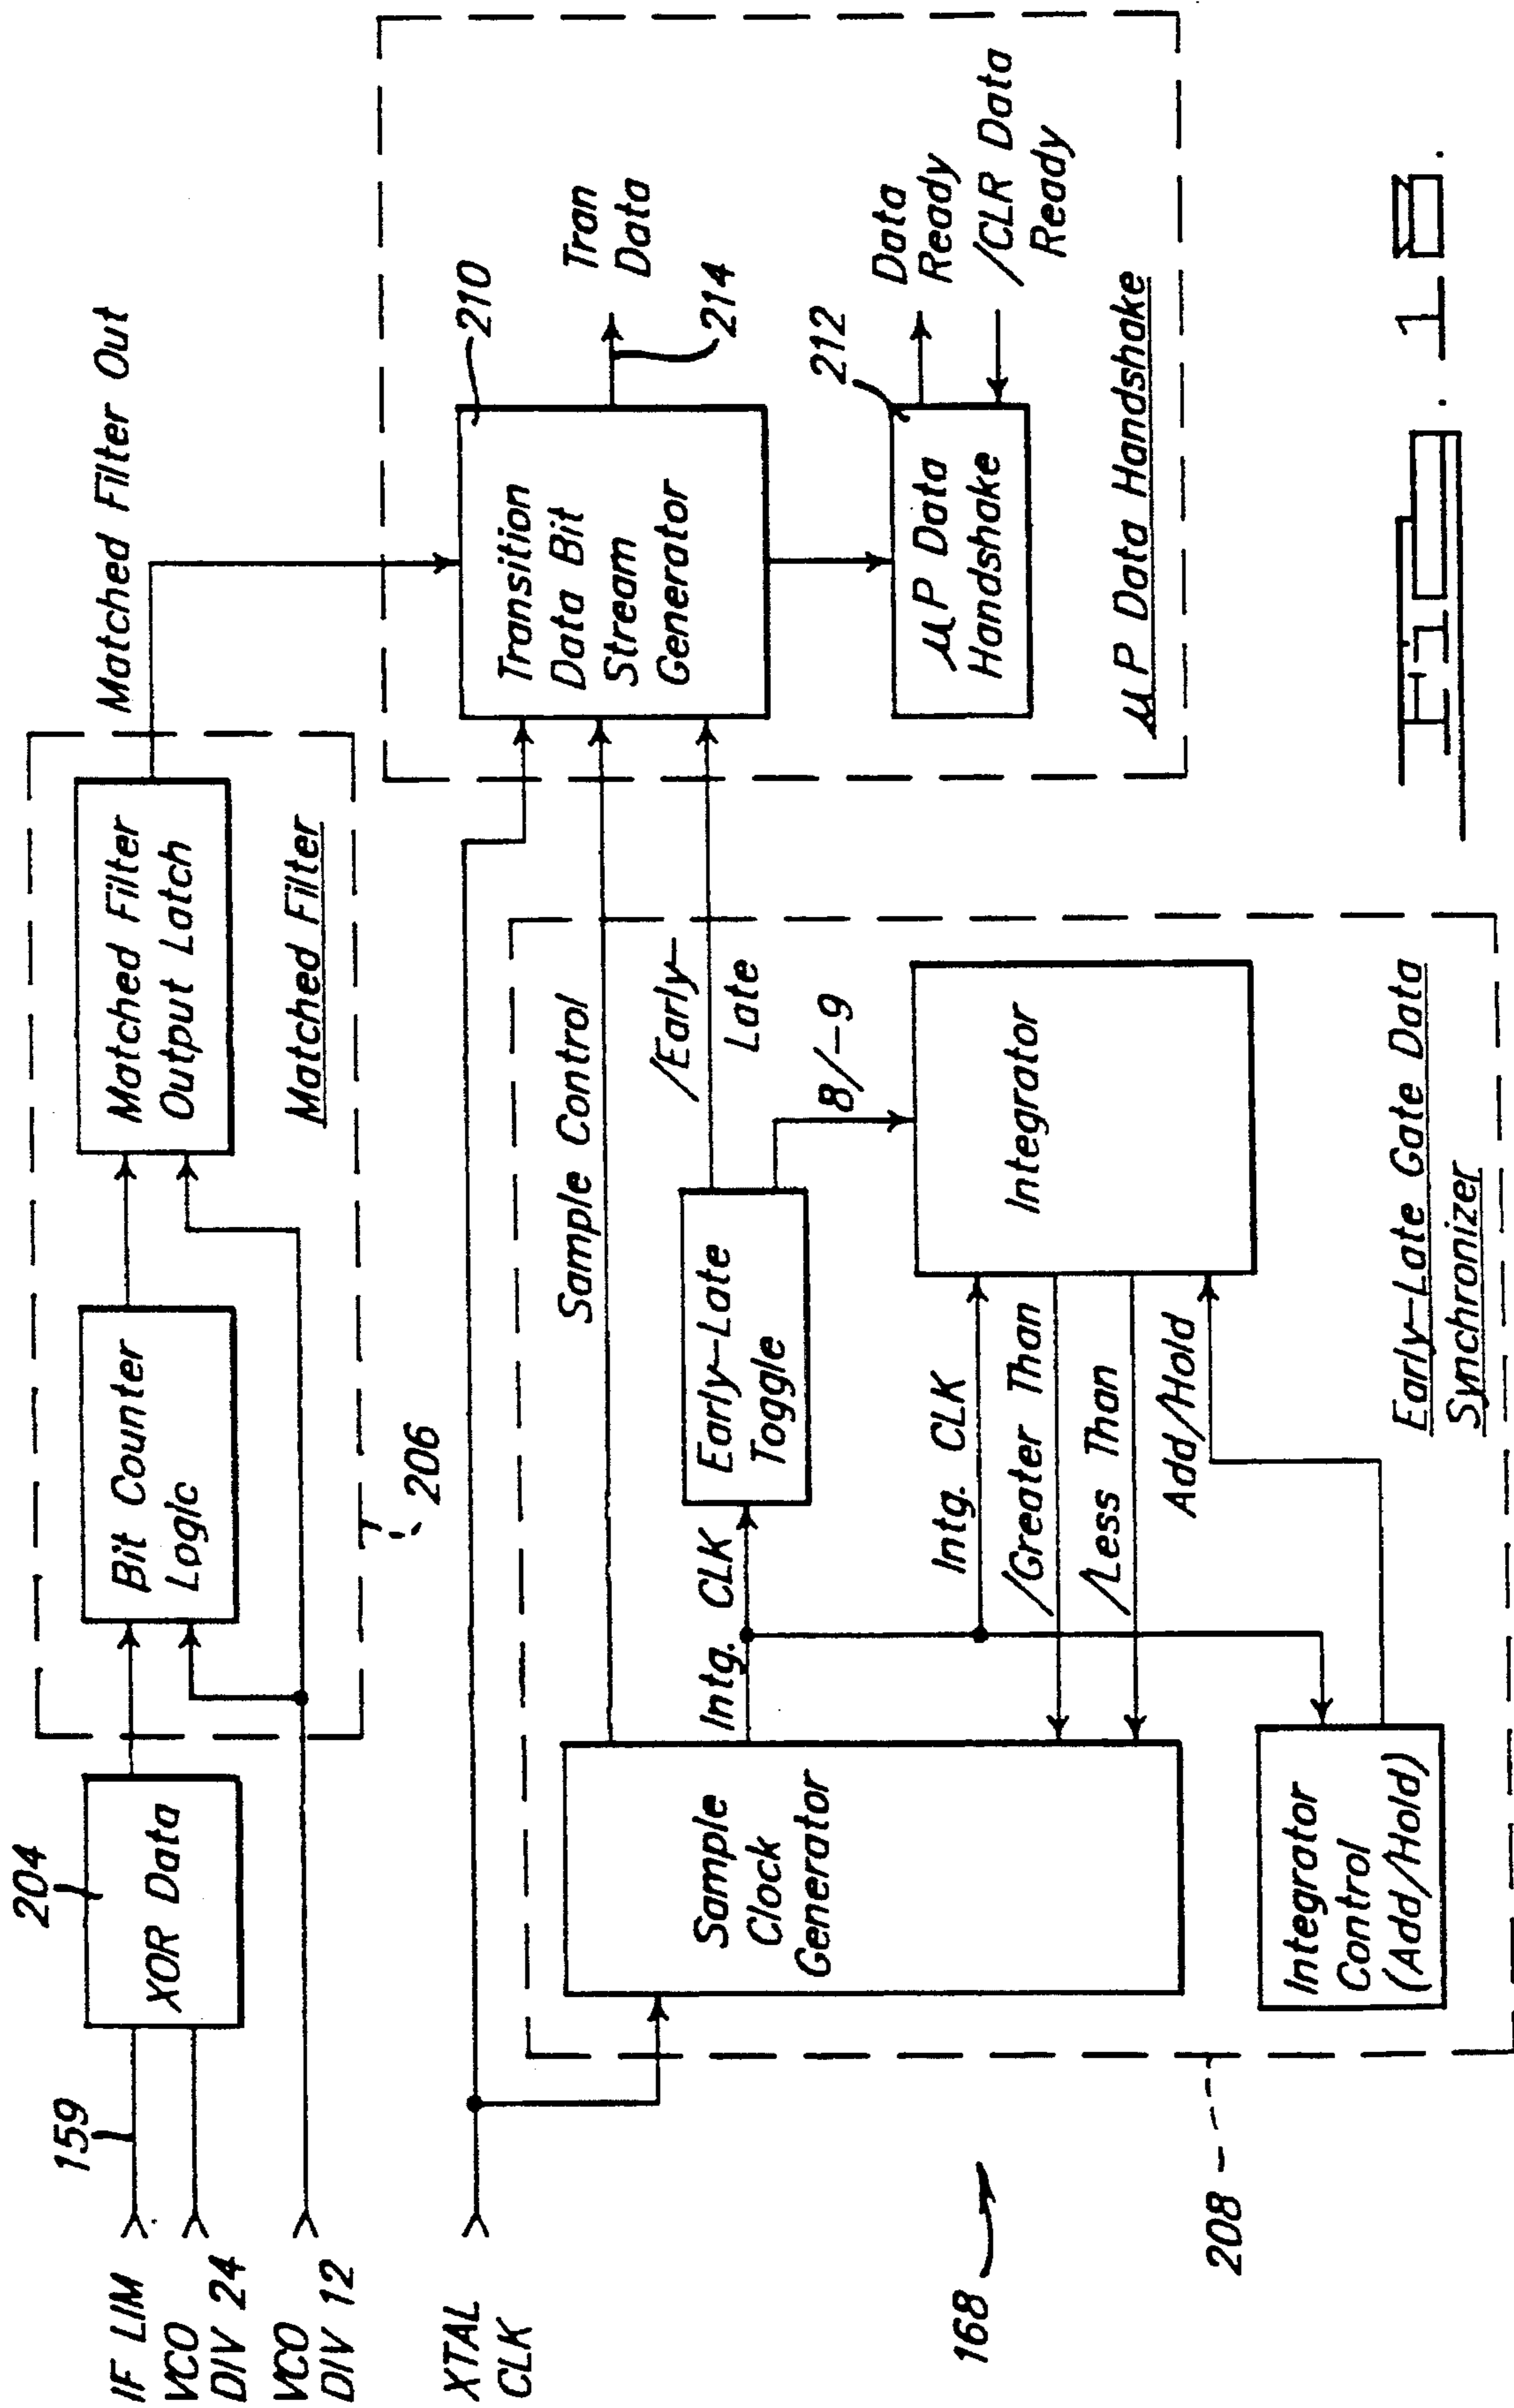 IF LIM
VCO
DIV 24
VCO
DIV 12
XTAL
CLK
159
204
XOR Data
Bit Counter
Logic
Matched Filter
Output Latch
Matched Filter
206
Matched Filter Out
Sample Control
/Early-
Late
8/-9
Intg. CLK
Early-Late
Toggle
Intg. CLK
/Greater Than
/Less Than
Add/Hold
Integrator
Sample
Clock
Generator
Integrator
Control
(Add/Hold)
Early-Late Gate Data
Synchronizer
168
208
Transition
Data Bit
Stream
Generator
210
Tran
Data
214
μP Data
Handshake
212
Data
Ready
/CLR Data
Ready
μP Data Handshake